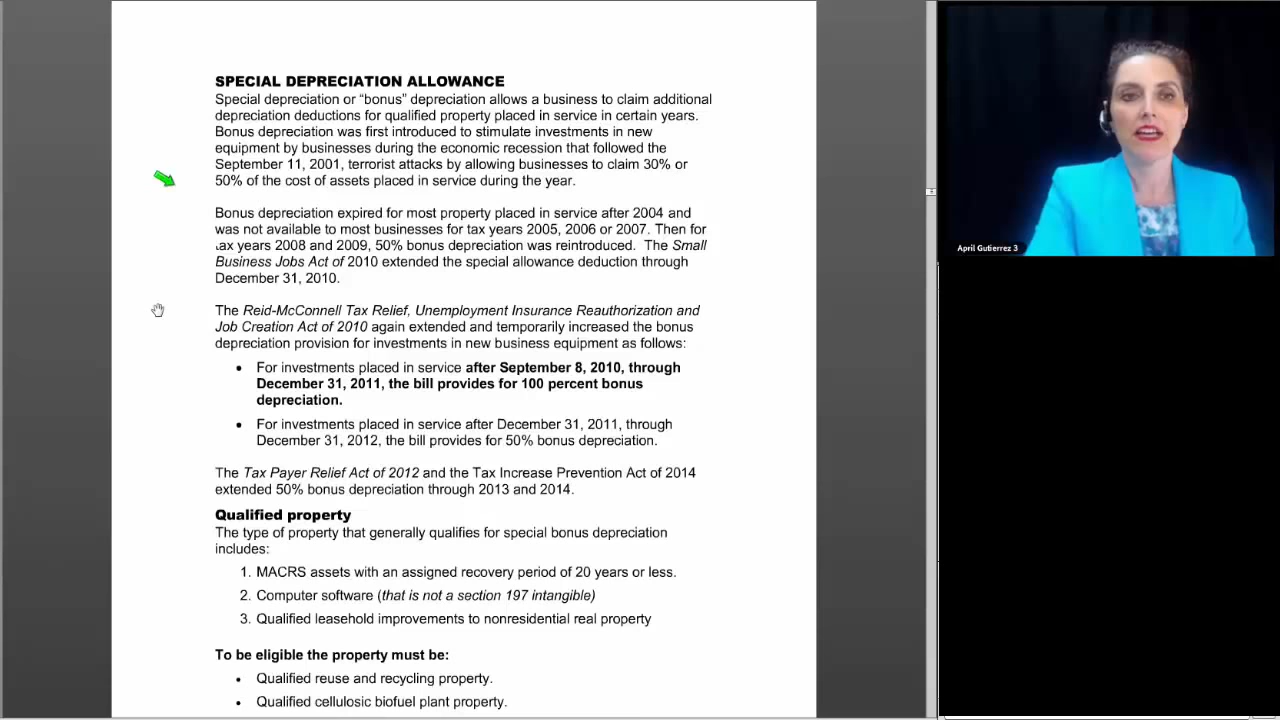 SPECIAL DEPRECIATION ALLOWANCE
Special depreciation or “bonus” depreciation allows a business to claim additional
depreciation deductions for qualified property placed in service in certain years.
Bonus depreciation was first introduced to stimulate investments in new
equipment by businesses during the economic recession that followed the
September 11, 2001, terrorist attacks by allowing businesses to claim 30% or
50% of the cost of assets placed in service during the year.
Bonus depreciation expired for most property placed in service after 2004 and
was not available to most businesses for tax years 2005, 2006 or 2007. Then for
tax years 2008 and 2009, 50% bonus depreciation was reintroduced. The Small
Business Jobs Act of 2010 extended the special allowance deduction through
December 31, 2010.
The Reid-McConnell Tax Relief, Unemployment Insurance Reauthorization and
Job Creation Act of 2010 again extended and temporarily increased the bonus
depreciation provision for investments in new business equipment as follows:
• For investments placed in service after September 8, 2010, through
December 31, 2011, the bill provides for 100 percent bonus
depreciation.
• For investments placed in service after December 31, 2011, through
December 31, 2012, the bill provides for 50% bonus depreciation.
The Tax Payer Relief Act of 2012 and the Tax Increase Prevention Act of 2014
extended 50% bonus depreciation through 2013 and 2014.
Qualified property
The type of property that generally qualifies for special bonus depreciation
includes:
1. MACRS assets with an assigned recovery period of 20 years or less.
2. Computer software (that is not a section 197 intangible)
3. Qualified leasehold improvements to nonresidential real property
To be eligible the property must be:
• Qualified reuse and recycling property.
• Qualified cellulosic biofuel plant property.
April Gutierrez 3